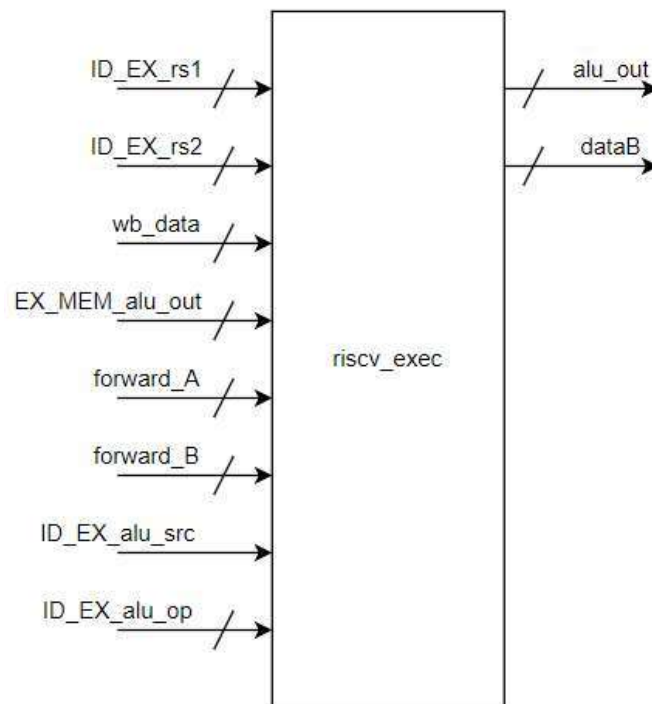 ID_EX_rs1
ID_EX_rs2
wb_data
EX_MEM_alu_out
forward_A
forward_B
ID_EX_alu_src
ID_EX_alu_op
riscv_exec
alu_out
dataB